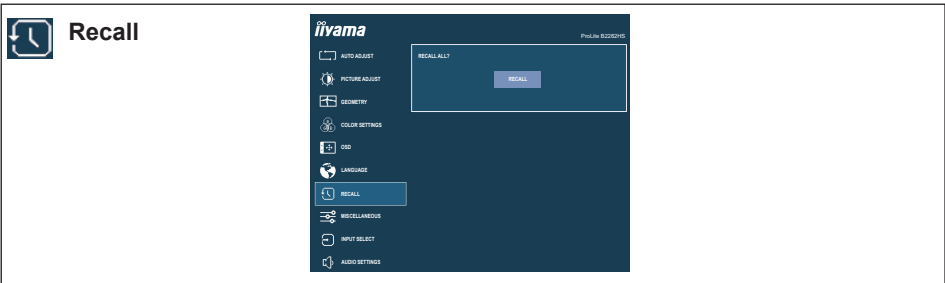 Recall
iiyama
ProLite B2282HS
AUTO ADJUST
RECALL ALL?
PICTURE ADJUST
RECALL
GEOMETRY
COLOR SETTINGS
OSD
LANGUAGE
RECALL
MISCELLANEOUS
INPUT SELECT
AUDIO SETTINGS